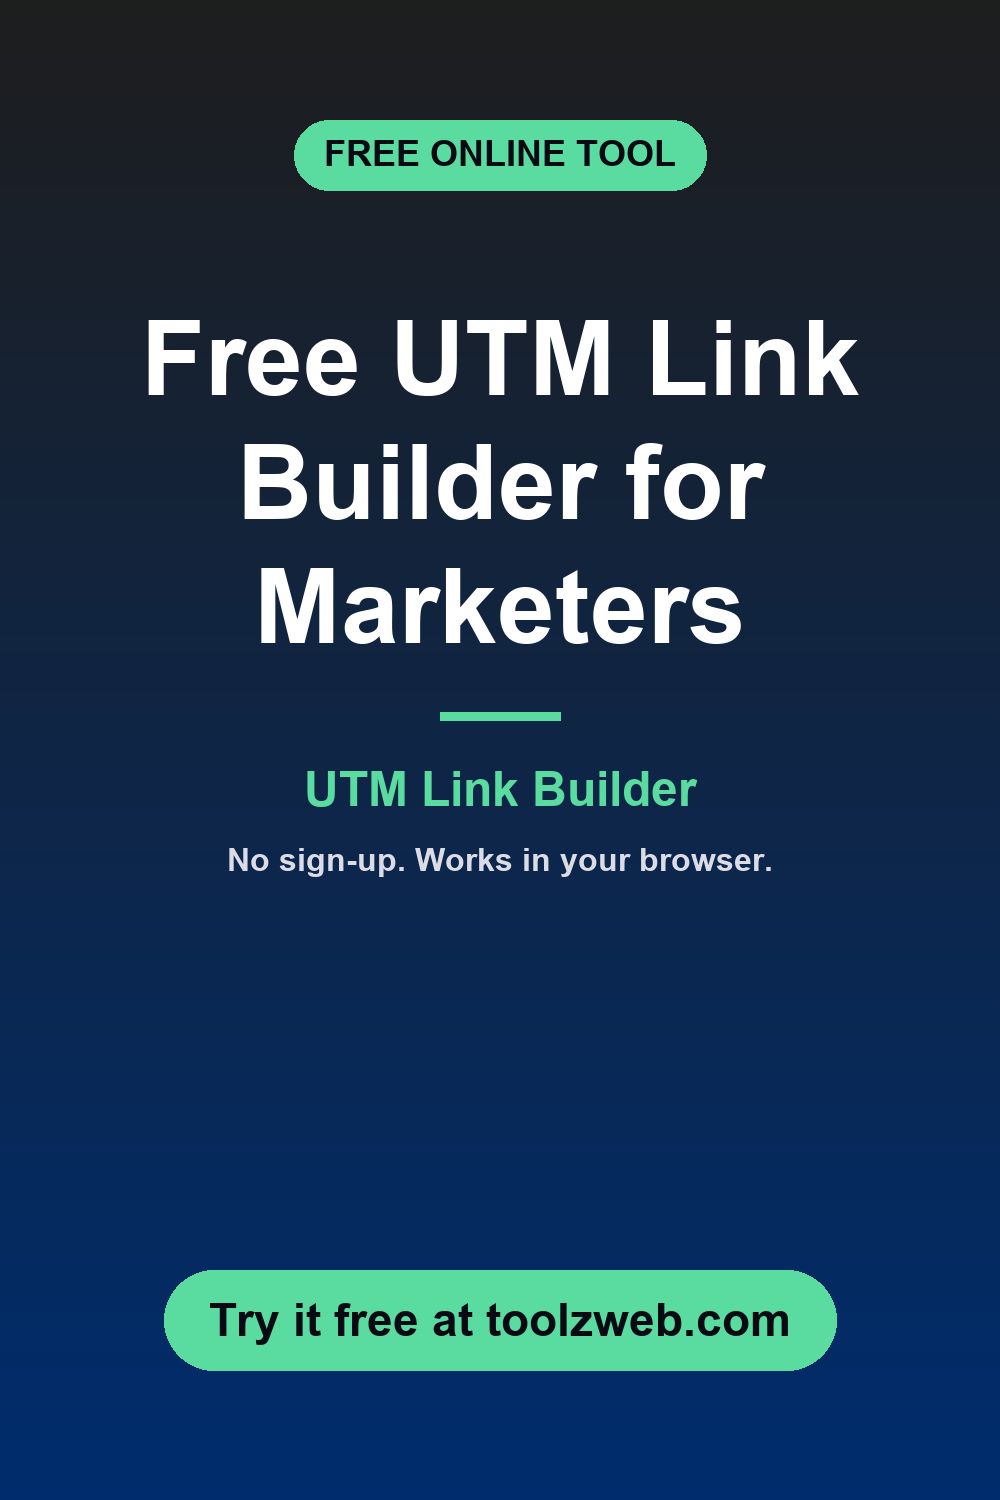 FREE ONLINE TOOL
Free UTM Link
Builder for
Marketers
UTM Link Builder
No sign-up. Works in your browser.
Try it free at toolzweb.com